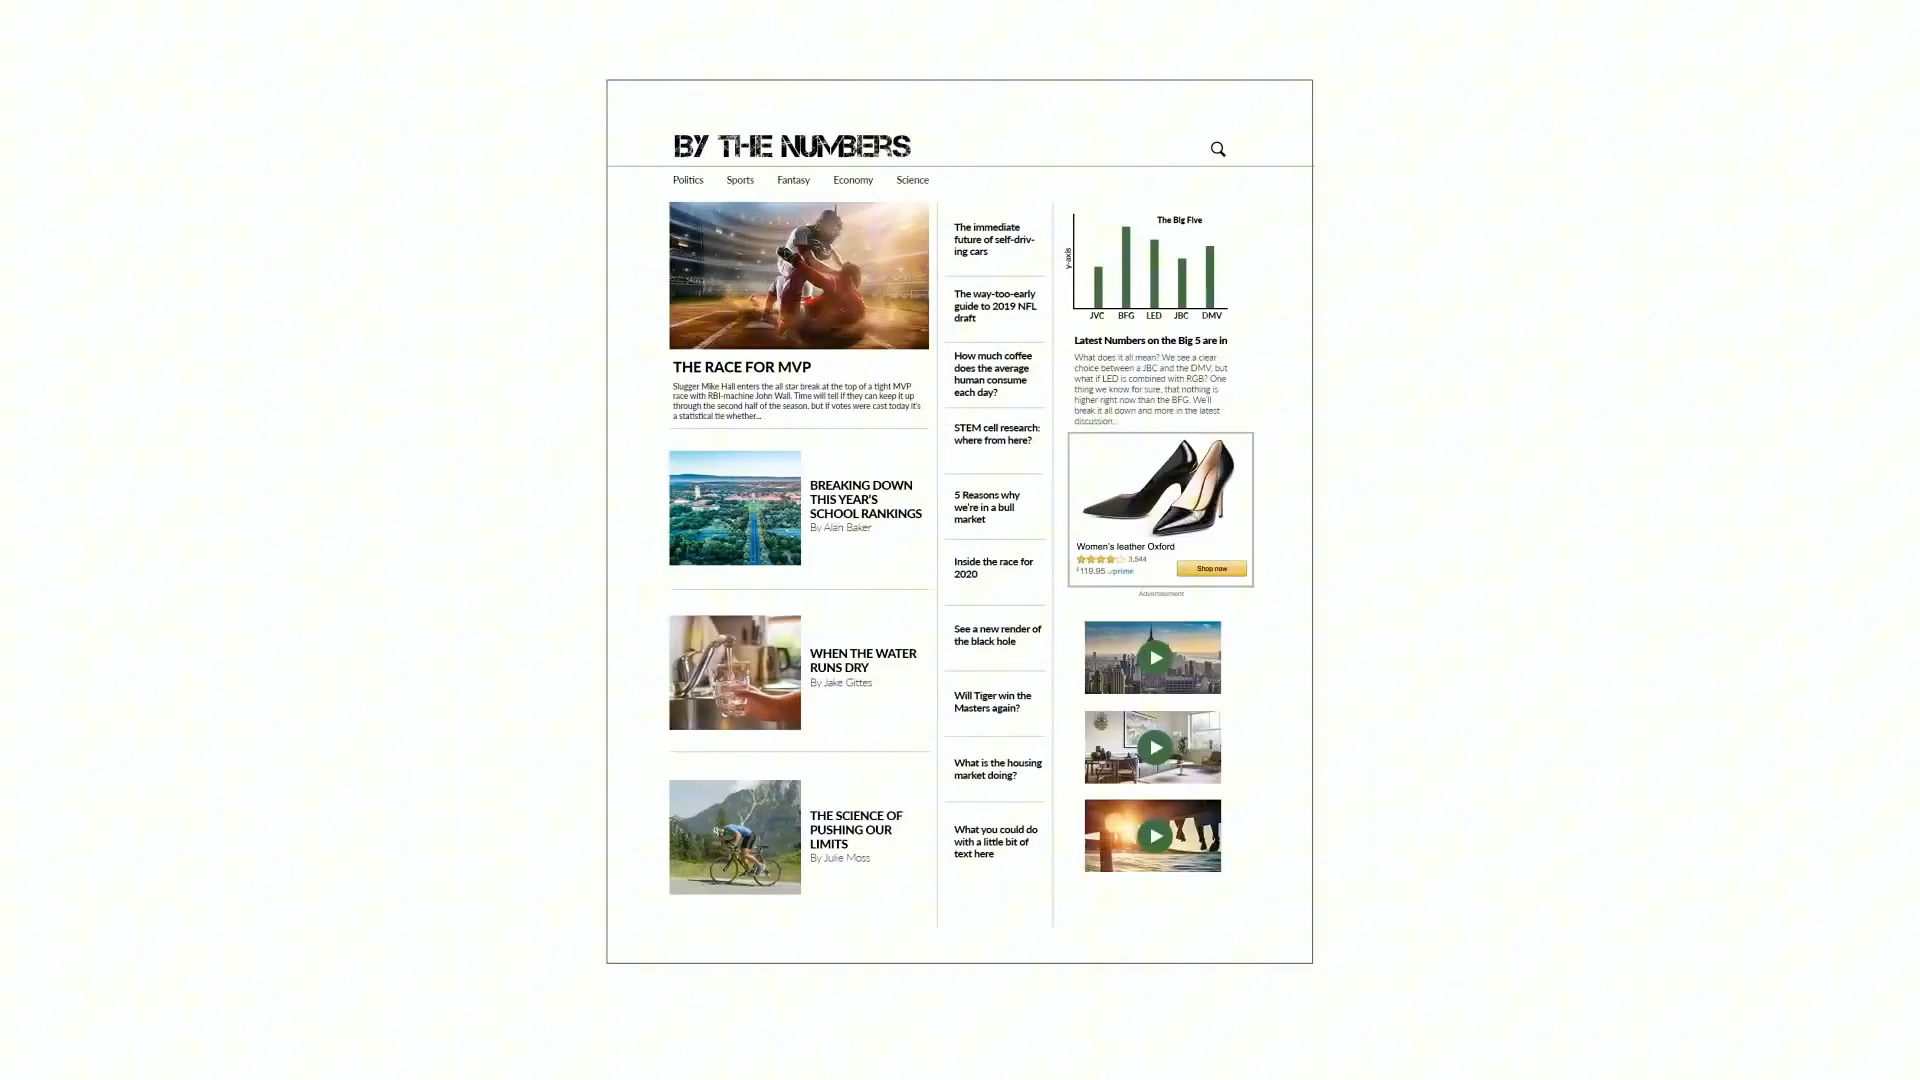 BY THE NUMBERS
Politics Sports Fantasy Economy Science
THE RACE FOR MVP
Slugger Mike Hall enters the all star break at the top of a tight MVP
race with RBI-machine John Wall. Time will tell if they can keep it up
through the second half of the season, but if votes were cast today it's
a statistical tie whether...
BREAKING DOWN
THIS YEAR'S
SCHOOL RANKINGS
By Alan Baker
WHEN THE WATER
RUNS DRY
By Jake Gittes
THE SCIENCE OF
PUSHING OUR
LIMITS
By Julie Moss
The immediate
future of self-driv-
ing cars
The way-too-early
guide to 2019 NFL
draft
How much coffee
does the average
human consume
each day?
STEM cell research:
where from here?
5 Reasons why
we're in a bull
market
Inside the race for
2020
See a new render of
the black hole
Will Tiger win the
Masters again?
What is the housing
market doing?
What you could do
with a little bit of
text here
The Big Five
y-axis
JVC BFG LED JBC DMV
Latest Numbers on the Big 5 are in
What does it all mean? We see a clear
choice between a JBC and the DMV, but
what if LED is combined with RGB? One
thing we know for sure, that nothing is
higher right now than the BFG. We'll
break it all down and more in the latest
discussion...
Women's leather Oxford
3,544
$119.95 prime
Shop now
Advertisement